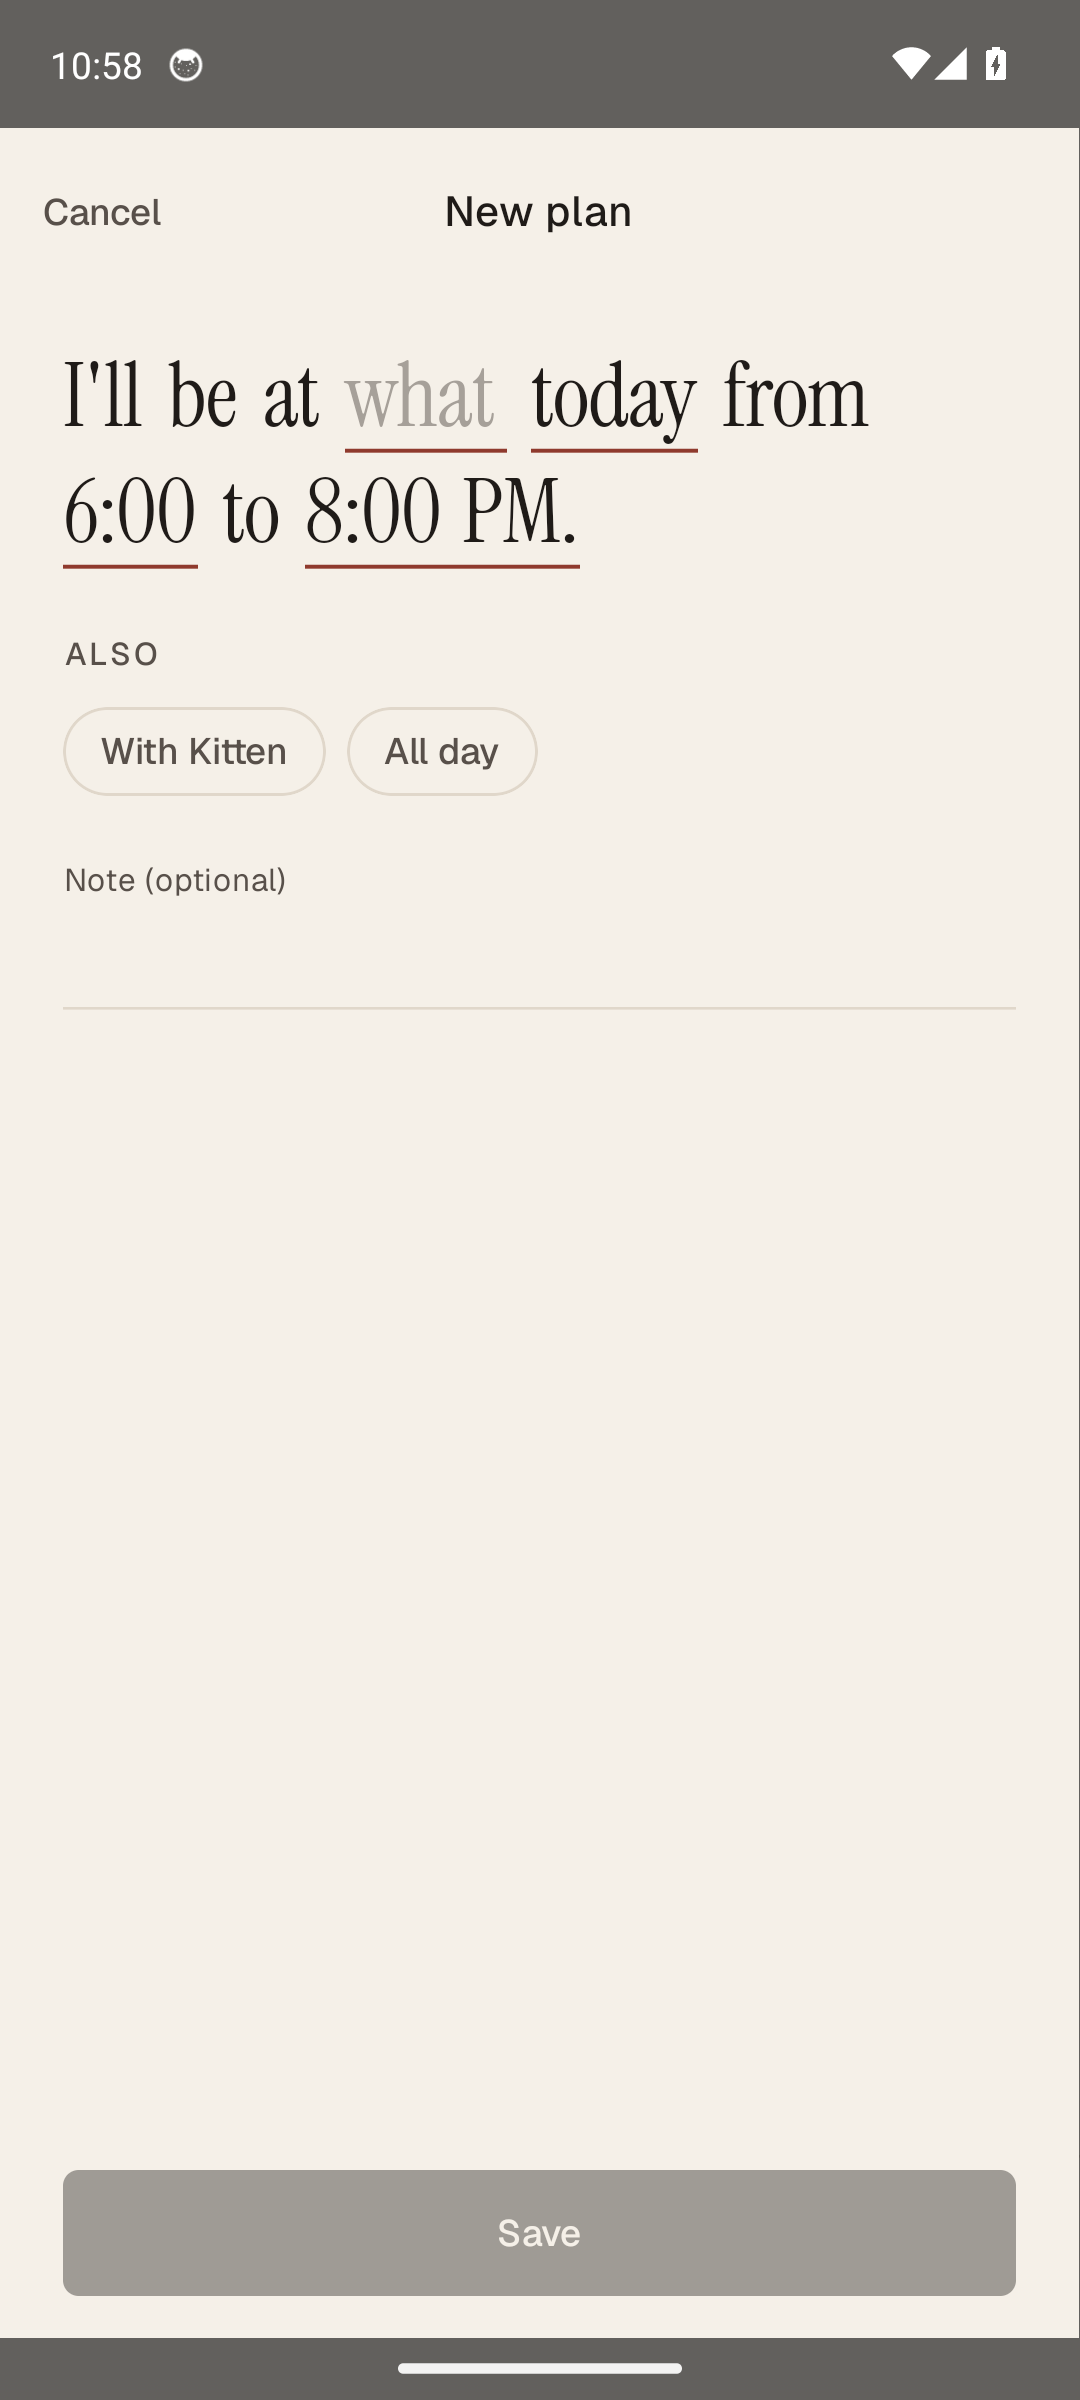 10:58
Cancel
New plan
I'll be at what today from
6:00 to 8:00 PM.
ALSO
With Kitten
All day
Note (optional)
Save